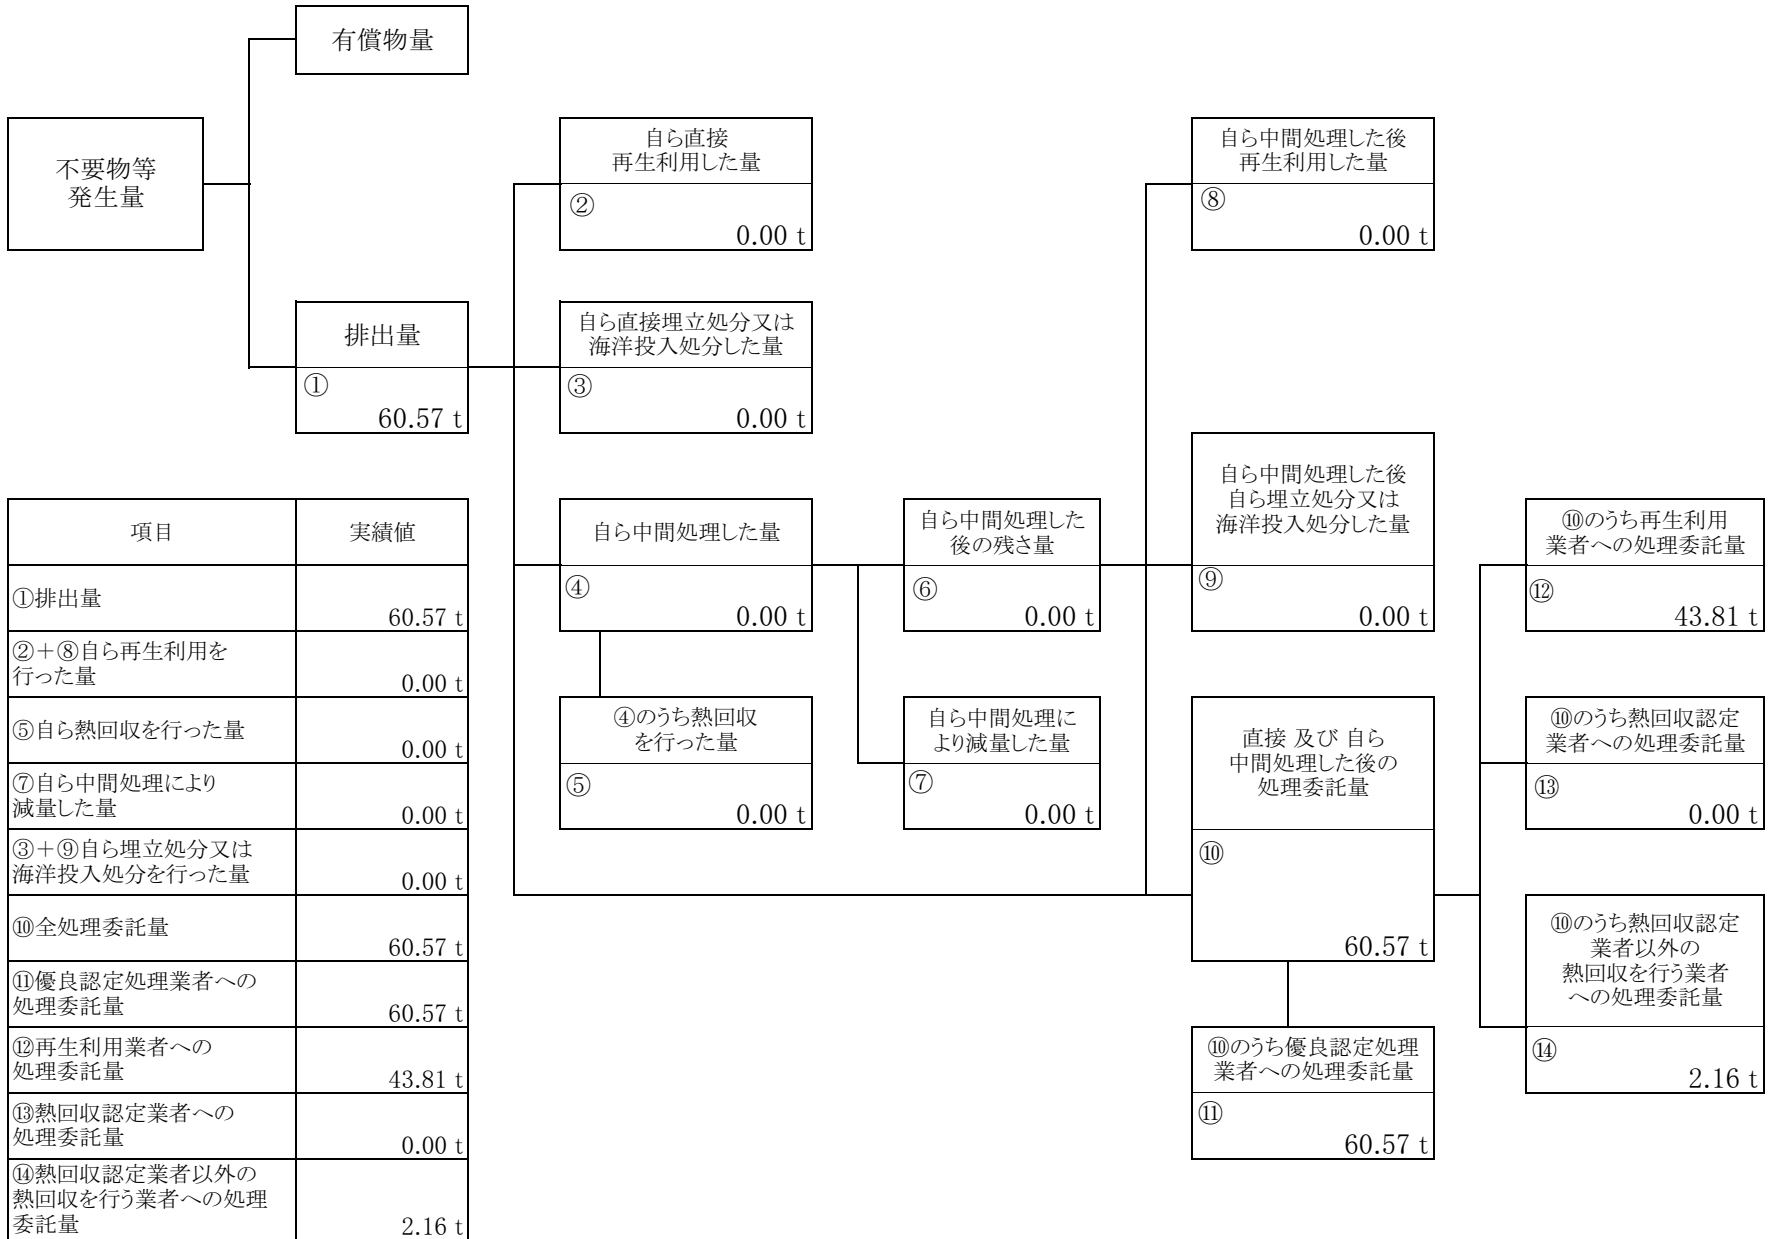 有償物量
不要物等
発生量
排出量
①
60.57 t
自ら直接
再生利用した量
②
0.00 t
自ら直接埋立処分又は
海洋投入処分した量
③
0.00 t
自ら中間処理した量
④
0.00 t
④のうち熱回収
を行った量
⑤
0.00 t
自ら中間処理した
後の残さ量
⑥
0.00 t
自ら中間処理に
より減量した量
⑦
0.00 t
自ら中間処理した後
再生利用した量
⑧
0.00 t
自ら中間処理した後
自ら埋立処分又は
海洋投入処分した量
⑨
0.00 t
直接 及び 自ら
中間処理した後の
処理委託量
⑩
60.57 t
⑩のうち優良認定処理
業者への処理委託量
⑪
60.57 t
⑩のうち再生利用
業者への処理委託量
⑫
43.81 t
⑩のうち熱回収認定
業者への処理委託量
⑬
0.00 t
⑩のうち熱回収認定
業者以外の
熱回収を行う業者
への処理委託量
⑭
2.16 t
項目
実績値
①排出量
60.57 t
②+⑧自ら再生利用を
行った量
0.00 t
⑤自ら熱回収を行った量
0.00 t
⑦自ら中間処理により
減量した量
0.00 t
③+⑨自ら埋立処分又は
海洋投入処分を行った量
0.00 t
⑩全処理委託量
60.57 t
⑪優良認定処理業者への
処理委託量
60.57 t
⑫再生利用業者への
処理委託量
43.81 t
⑬熱回収認定業者への
処理委託量
0.00 t
⑭熱回収認定業者以外の
熱回収を行う業者への処理
委託量
2.16 t